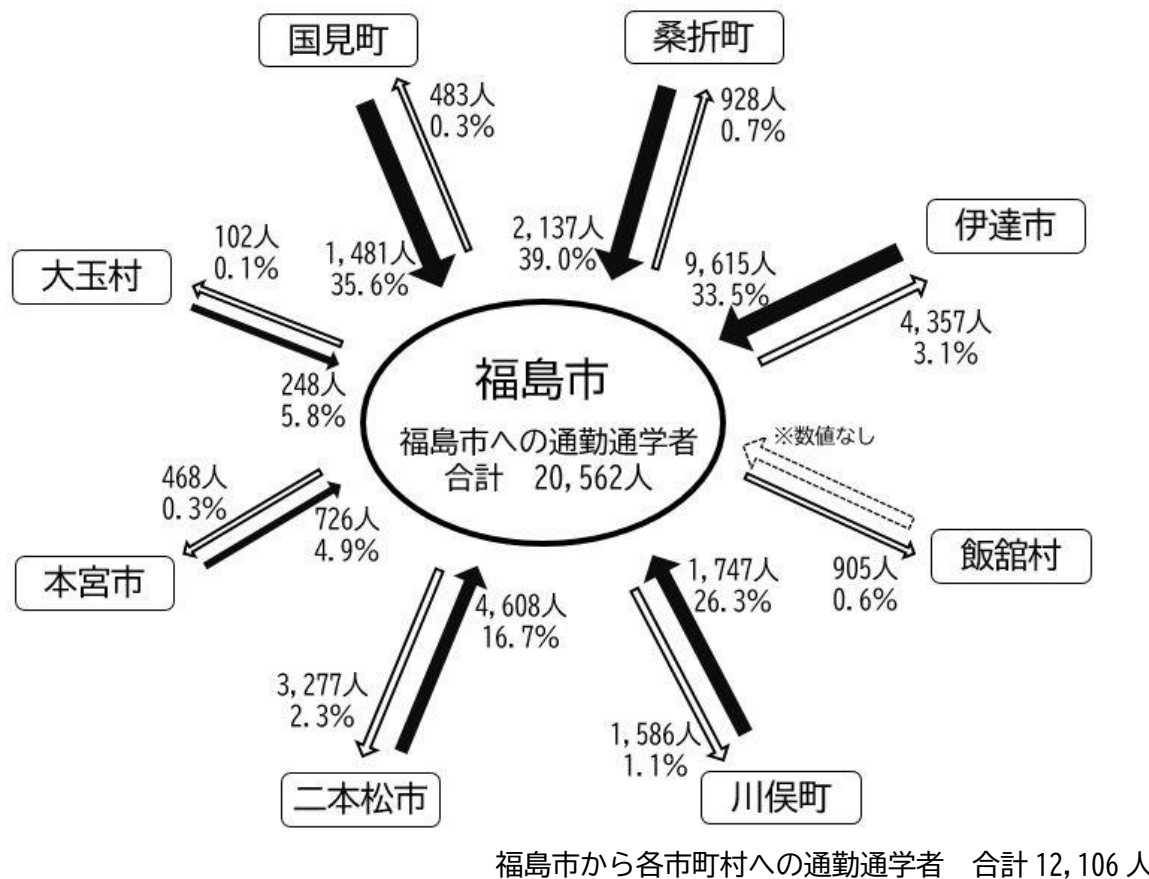 国見町
桑折町
483人
0.3%
928人
0.7%
1,481人
35.6%
2,137人
39.0%
伊達市
9,615人
33.5%
4,357人
3.1%
大玉村
102人
0.1%
248人
5.8%
福島市
福島市への通勤通学者
合計 20,562人
※数値なし
飯舘村
905人
0.6%
468人
0.3%
726人
4.9%
本宮市
4,608人
16.7%
1,747人
26.3%
3,277人
2.3%
1,586人
1.1%
二本松市
川俣町
福島市から各市町村への通勤通学者 合計12,106人